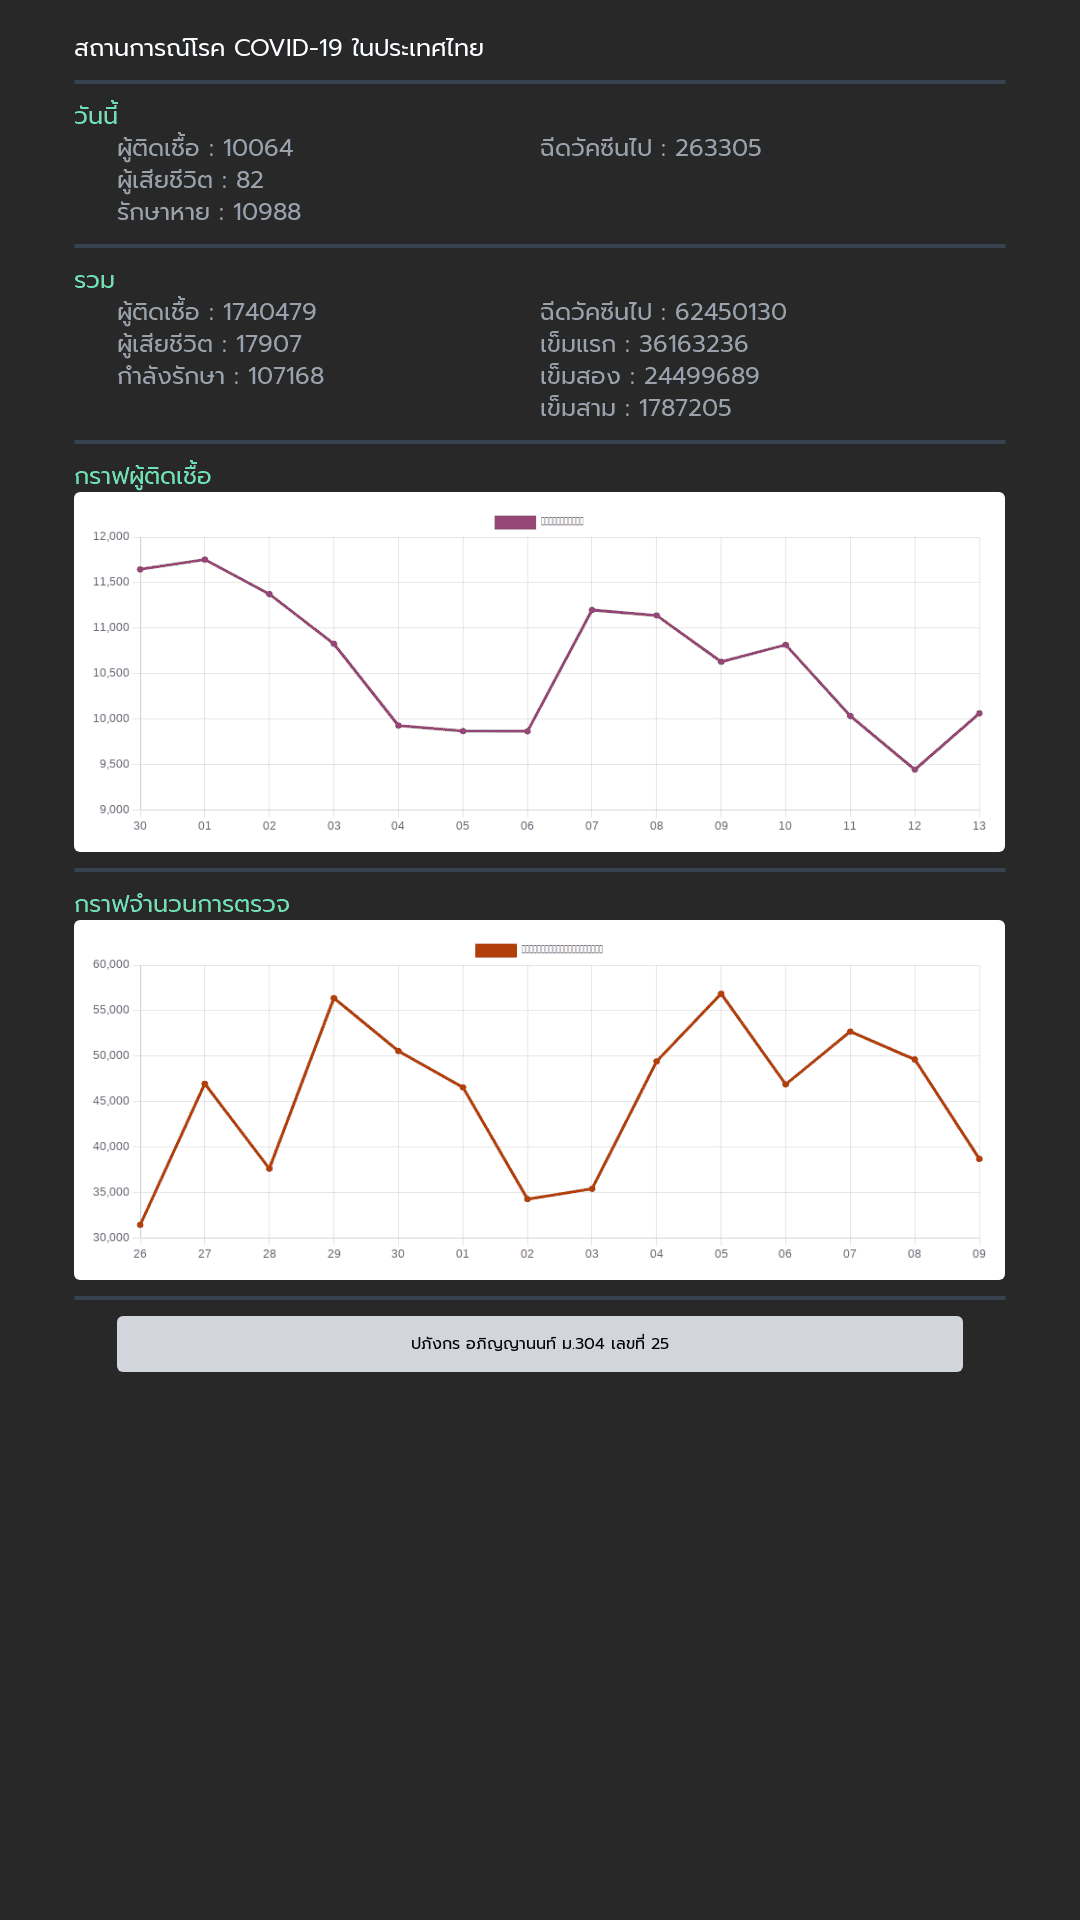 สถานการณ์โรค COVID-19 ในประเทศไทย
วันนี้
ผู้ติดเชื้อ : 10064
ฉีดวัคซีนไป : 263305
ผู้เสียชีวิต : 82
รักษาหาย : 10988
รวม
ผู้ติดเชื้อ : 1740479
ฉีดวัคซีนไป : 62450130
ผู้เสียชีวิต : 17907
เข็มแรก : 36163236
กำลังรักษา : 107168
เข็มสอง : 24499689
เข็มสาม : 1787205
กราฟผู้ติดเชื้อ
12,000
11,500
11,000
10,500
10,000
9,500
9,000
30 01 02 03 04 05 06 07 08 09 10 11 12 13
กราฟจำนวนการตรวจ
60,000
55,000
50,000
45,000
40,000
35,000
30,000
26 27 28 29 30 01 02 03 04 05 06 07 08 09
ปภังกร อภิญญานนท์ ม.304 เลขที่ 25